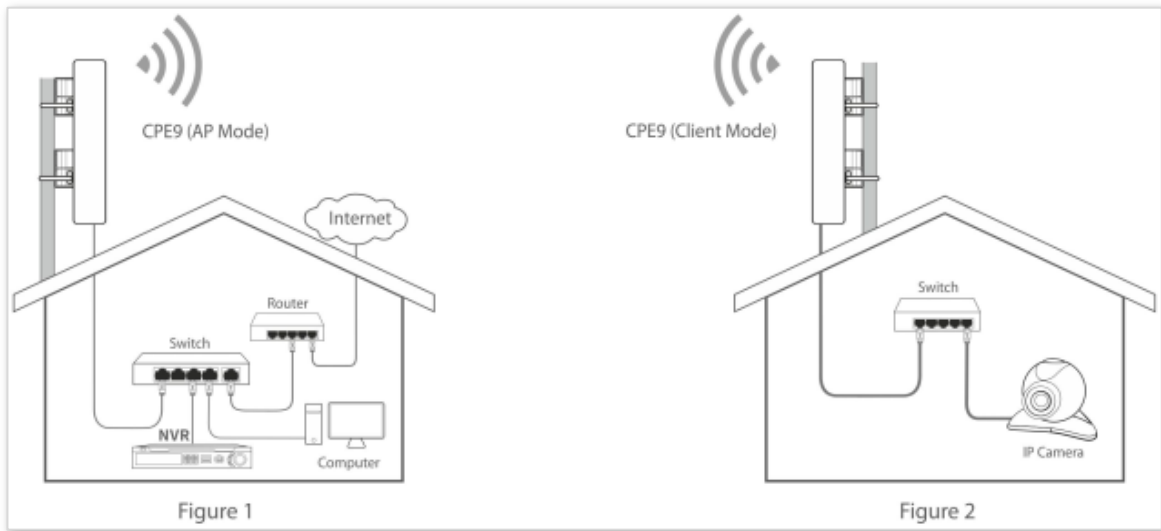 CPE9 (AP Mode)
Internet
Router
Switch
NVR
Computer
Figure 1
CPE9 (Client Mode)
Switch
IP Camera
Figure 2